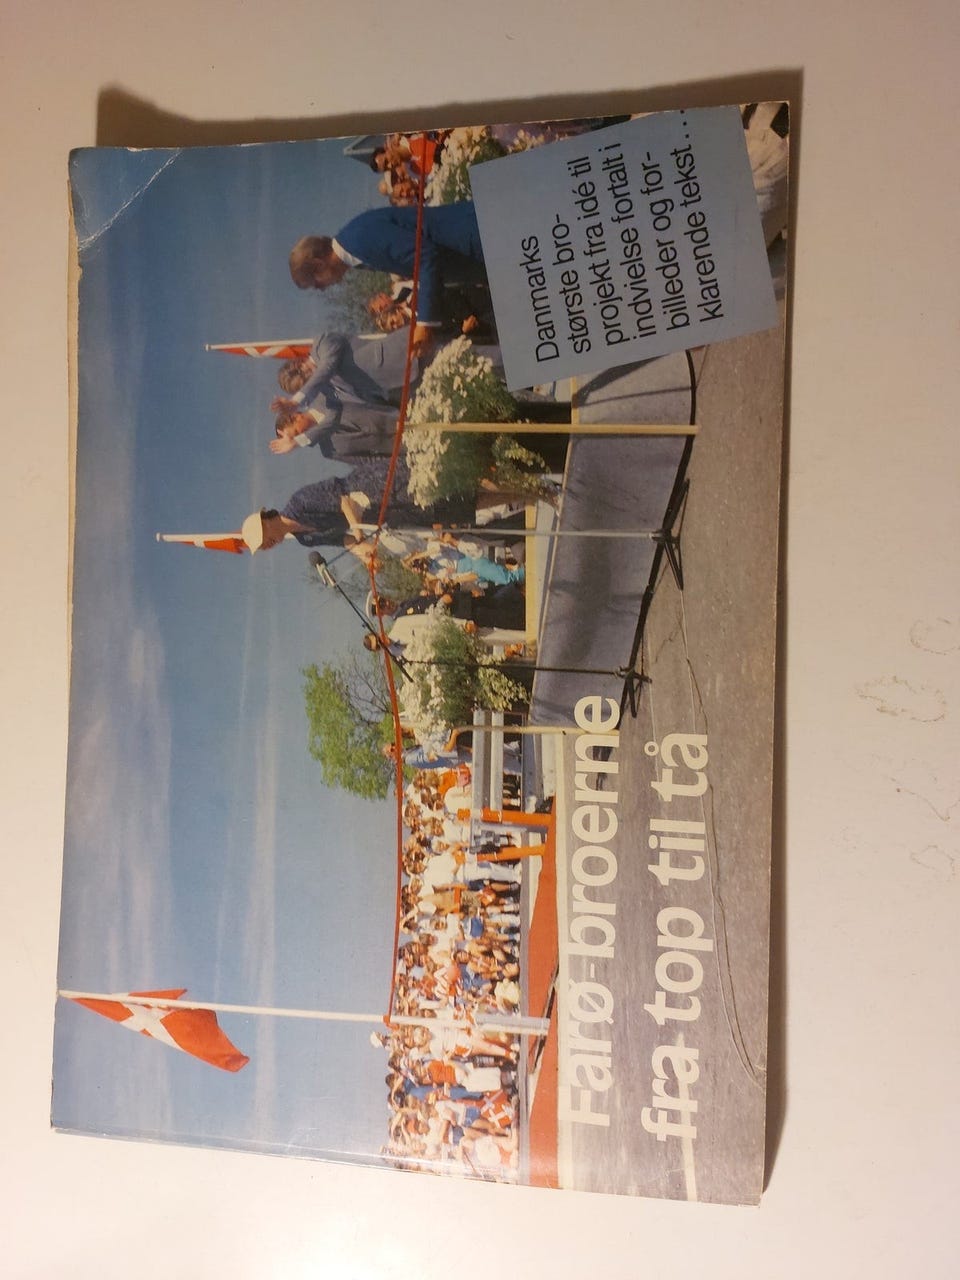 Danmarks
største bro-
projekt fra idé til
indvielse fortalt i
billeder og for-
klarende tekst...
Farø-broerne
fra top til tå